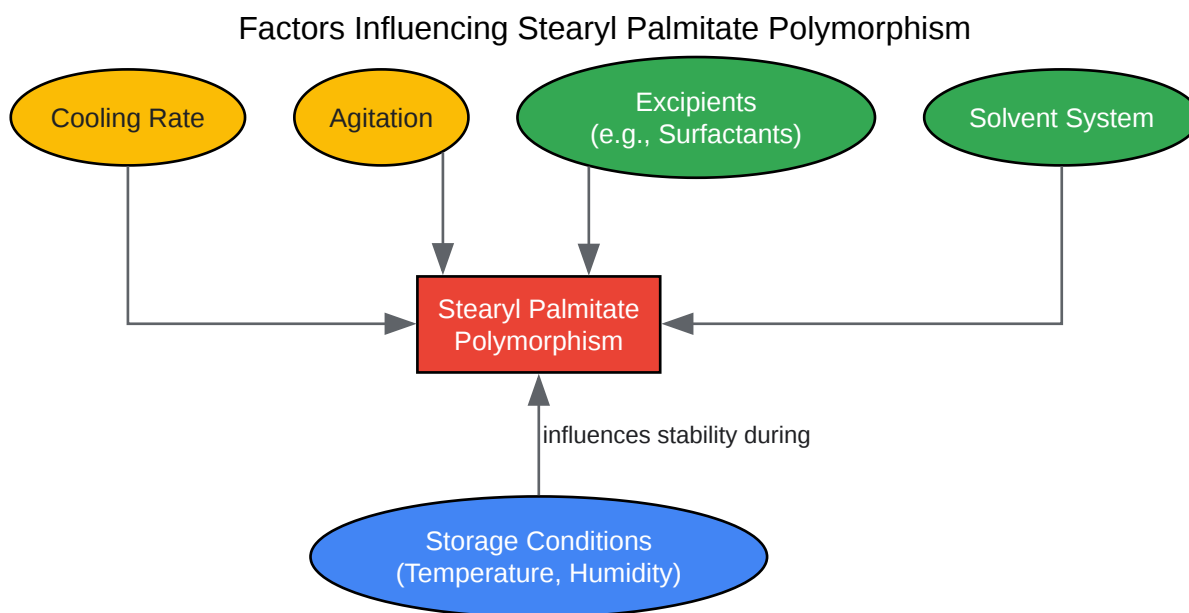 Factors Influencing Stearyl Palmitate Polymorphism
Cooling Rate
Agitation
Excipients
(e.g., Surfactants)
Solvent System
Stearyl Palmitate
Polymorphism
influences stability during
Storage Conditions
(Temperature, Humidity)